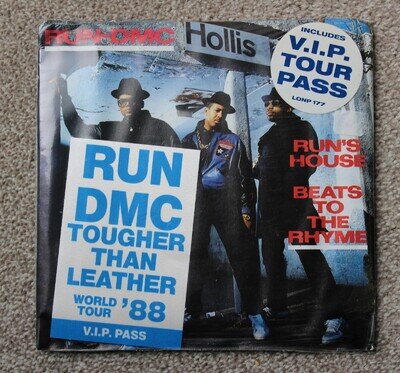 RUN-DMC
Hollis
INCLUDES
V.I.P.
TOUR
PASS
LONP 177
RUN'S
HOUSE
BEATS
TO
THE
RHYME
RUN
DMC
TOUGHER
THAN
LEATHER
WORLD
TOUR '88
V.I.P. PASS